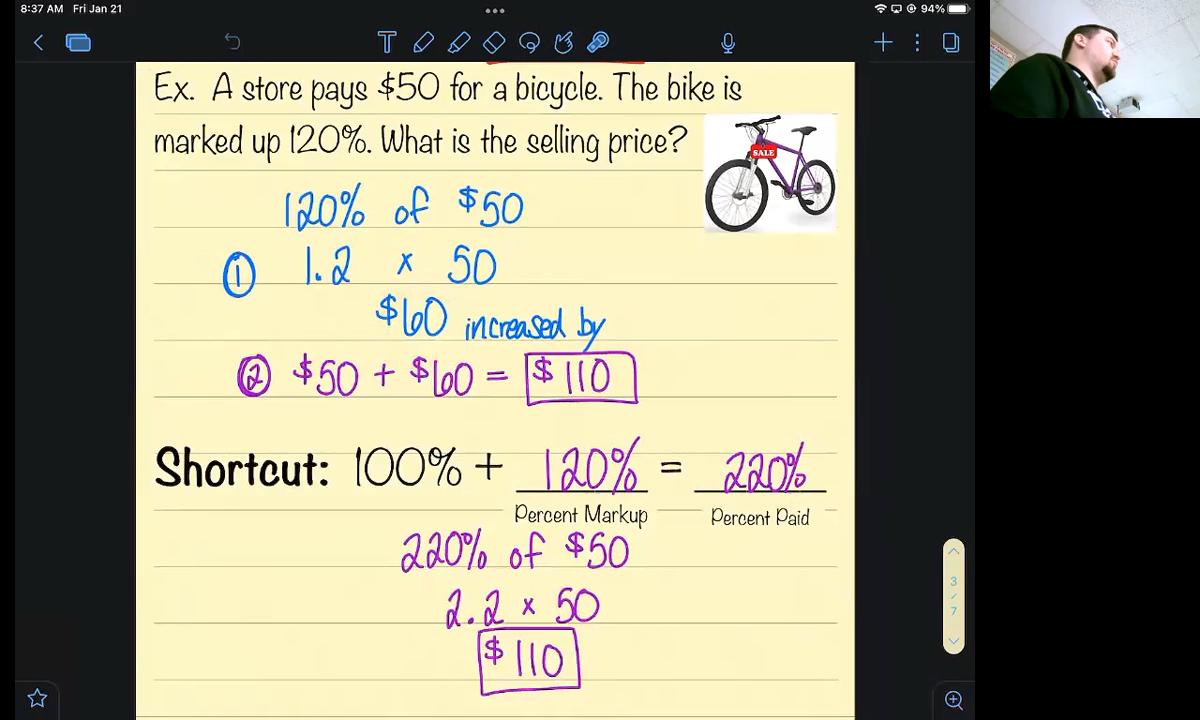 8:37 AM Fri Jan 21
94%
T
Ex. A store pays $50 for a bicycle. The bike is
marked up 120%. What is the selling price?
SALE
120% of $50
① 1.2 x 50
$60 increased by
② $50 + $60 = $110
Shortcut: 100% + 120% = 220%
Percent Markup Percent Paid
220% of $50
2.2 x 50
$110
3
/
7